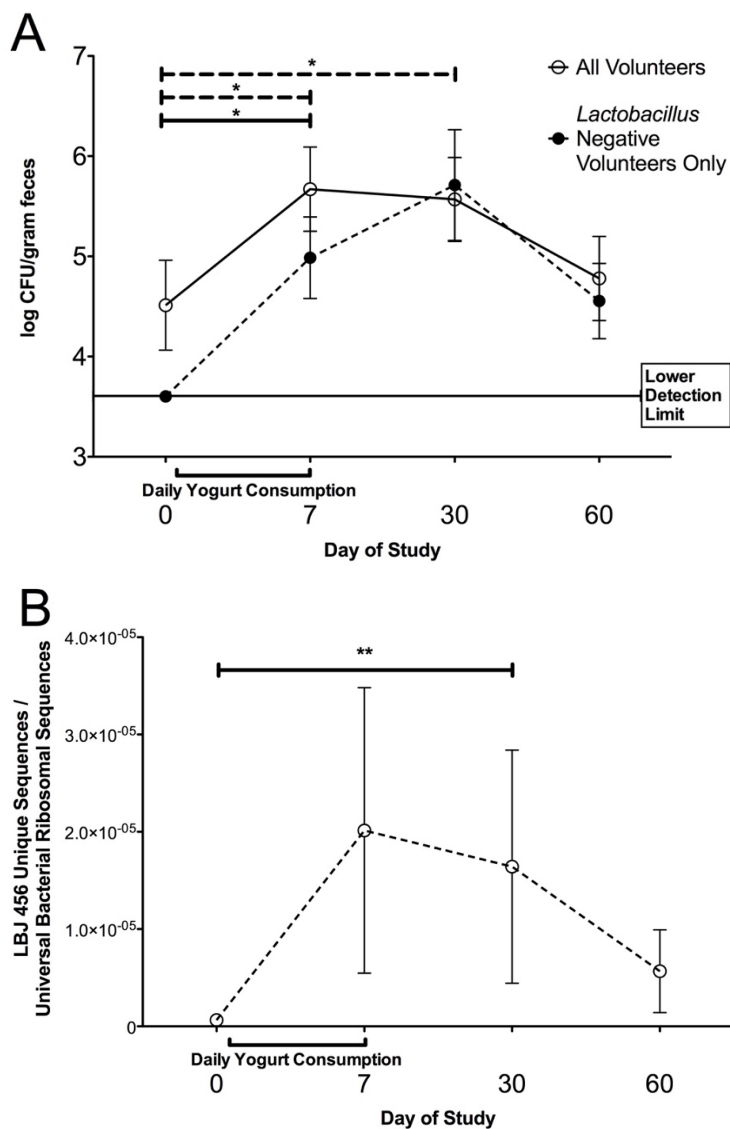 A
7
6
5
4
3
log CFU/gram feces
*
*
*
All Volunteers
Lactobacillus
Negative
Volunteers Only
Lower
Detection
Limit
Daily Yogurt Consumption
0 7 30 60
Day of Study
B
4.0×10-05
3.0×10-05
2.0×10-05
1.0×10-05
0
LBJ 456 Unique Sequences /
Universal Bacterial Ribosomal Sequences
**
Daily Yogurt Consumption
0 7 30 60
Day of Study